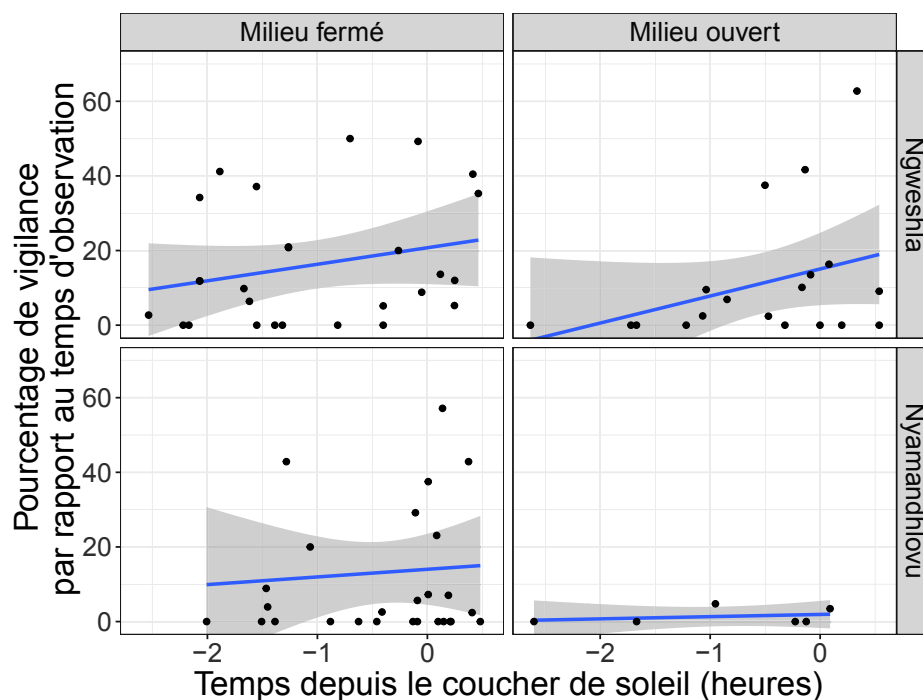 Milieu fermé
Milieu ouvert
Pourcentage de vigilance
par rapport au temps d'observation
60
40
20
0
Ngweshla
60
40
20
0
Nyamandhlovu
−2
−1
0
−2
−1
0
Temps depuis le coucher de soleil (heures)